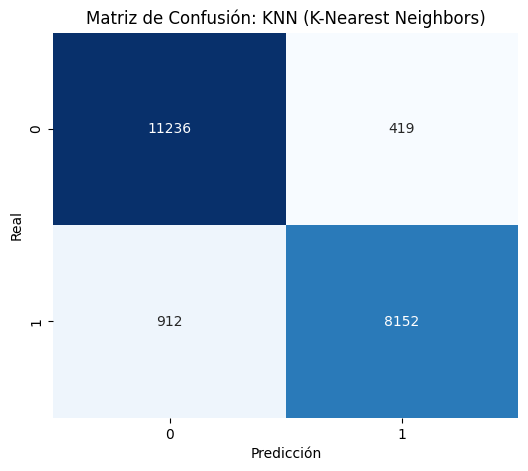 Matriz de Confusión: KNN (K-Nearest Neighbors)
Real
0
11236
419
1
912
8152
0
1
Predicción